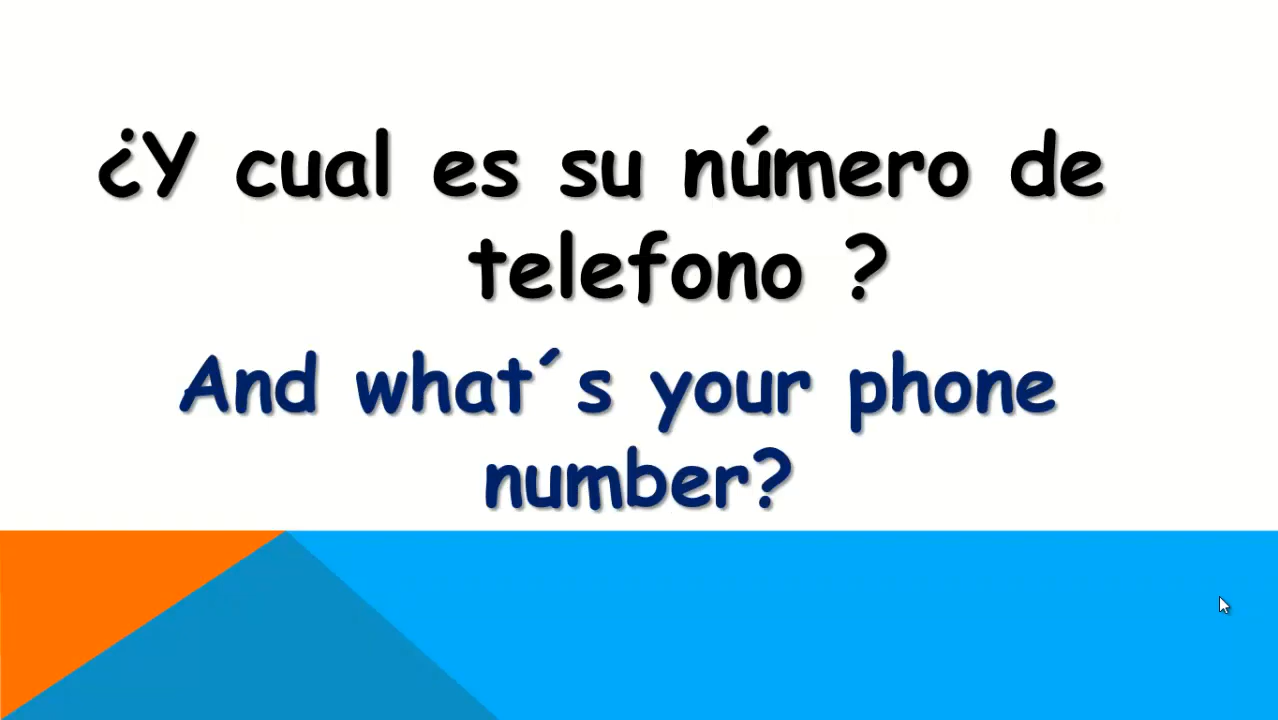 ¿Y cual es su número de
telefono ?
And what´s your phone
number?